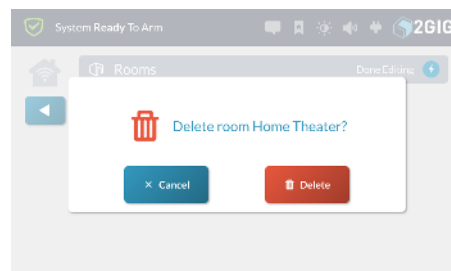 System Ready To Arm
2GIG
Rooms
Done Editing
Delete room Home Theater?
× Cancel
Delete